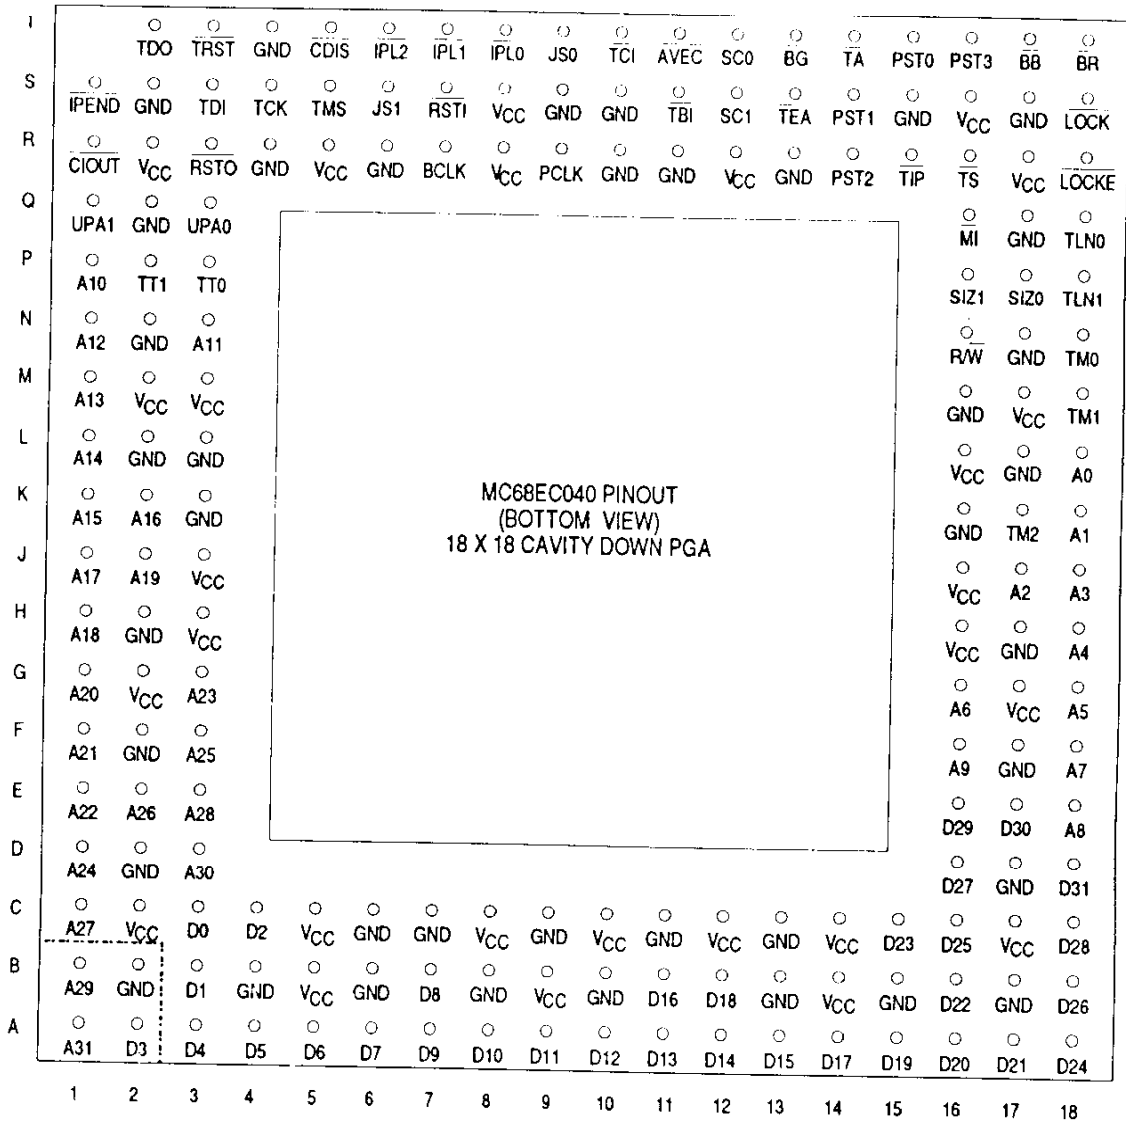 T
TDO TRST GND CDIS IPL2 IPL1 IPL0 JS0 TCI AVEC SC0 BG TA PST0 PST3 BB BR
S
IPEND GND TDI TCK TMS JS1 RSTI VCC GND GND TBI SC1 TEA PST1 GND VCC GND LOCK
R
CIOUT VCC RSTO GND VCC GND BCLK VCC PCLK GND GND VCC GND PST2 TIP TS VCC LOCKE
Q
UPA1 GND UPA0 MI GND TLN0
P
A10 TT1 TT0 SIZ1 SIZ0 TLN1
N
A12 GND A11 R/W GND TM0
M
A13 VCC VCC GND VCC TM1
L
A14 GND GND VCC GND A0
MC68EC040 PINOUT
(BOTTOM VIEW)
18 X 18 CAVITY DOWN PGA
K
A15 A16 GND GND TM2 A1
J
A17 A19 VCC VCC A2 A3
H
A18 GND VCC VCC GND A4
G
A20 VCC A23 A6 VCC A5
F
A21 GND A25 A9 GND A7
E
A22 A26 A28 D29 D30 A8
D
A24 GND A30 D27 GND D31
C
A27 VCC D0 D2 VCC GND GND VCC GND VCC GND VCC GND VCC D23 D25 VCC D28
B
A29 GND D1 GND VCC GND D8 GND VCC GND D16 D18 GND VCC GND D22 GND D26
A
A31 D3 D4 D5 D6 D7 D9 D10 D11 D12 D13 D14 D15 D17 D19 D20 D21 D24
1 2 3 4 5 6 7 8 9 10 11 12 13 14 15 16 17 18